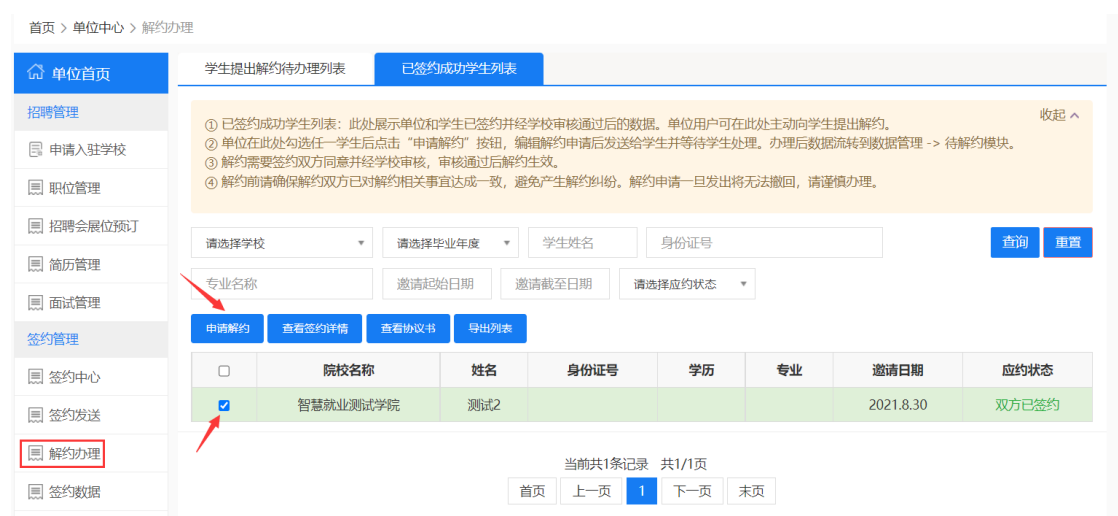 首页 > 单位中心 > 解约办理
单位首页
招聘管理
申请入驻学校
职位管理
招聘会展位预订
简历管理
面试管理
签约管理
签约中心
签约发送
解约办理
签约数据
学生提出解约待办理列表 已签约成功学生列表
收起
① 已签约成功学生列表：此处展示单位和学生已签约并经学校审核通过后的数据。单位用户可在此处主动向学生提出解约。
② 单位在此处勾选任一学生后点击“申请解约”按钮，编辑解约申请后发送给学生并等待学生处理。办理后数据流转到数据管理 -> 待解约模块。
③ 解约需要签约双方同意并经学校审核，审核通过后解约生效。
④ 解约前请确保解约双方已对解约相关事宜达成一致，避免产生解约纠纷。解约申请一旦发出将无法撤回，请谨慎办理。
请选择学校 请选择毕业年度 学生姓名 身份证号 查询 重置
专业名称 邀请起始日期 邀请截至日期 请选择应约状态
申请解约 查看签约详情 查看协议书 导出列表
院校名称 姓名 身份证号 学历 专业 邀请日期 应约状态
智慧就业测试学院 测试2 2021.8.30 双方已签约
当前共1条记录 共1/1页
首页 上一页 1 下一页 末页